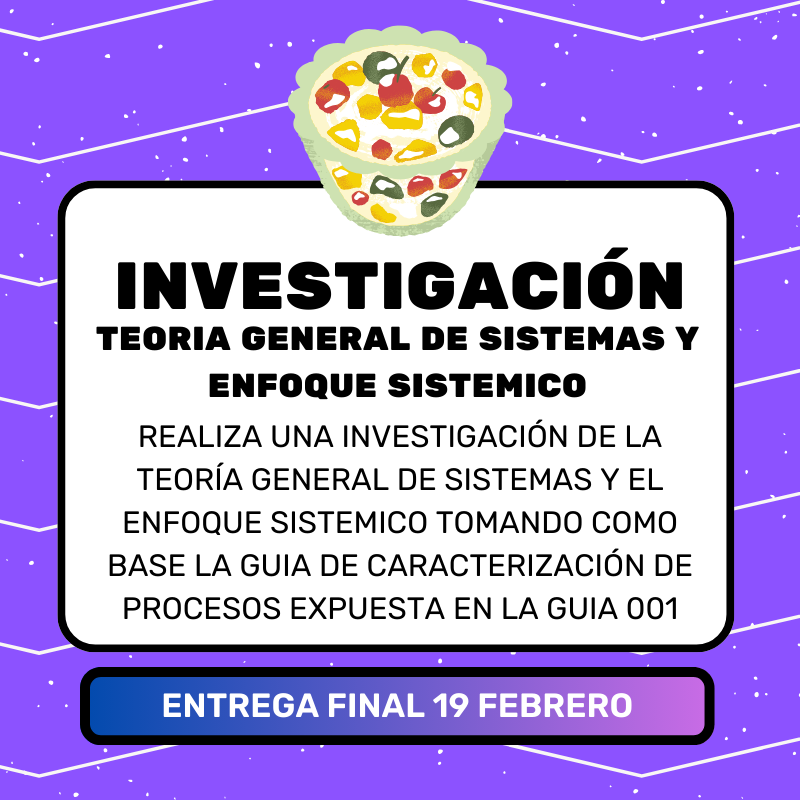 INVESTIGACIÓN
TEORIA GENERAL DE SISTEMAS Y
ENFOQUE SISTEMICO
REALIZA UNA INVESTIGACIÓN DE LA
TEORÍA GENERAL DE SISTEMAS Y EL
ENFOQUE SISTEMICO TOMANDO COMO
BASE LA GUIA DE CARACTERIZACIÓN DE
PROCESOS EXPUESTA EN LA GUIA 001
ENTREGA FINAL 19 FEBRERO